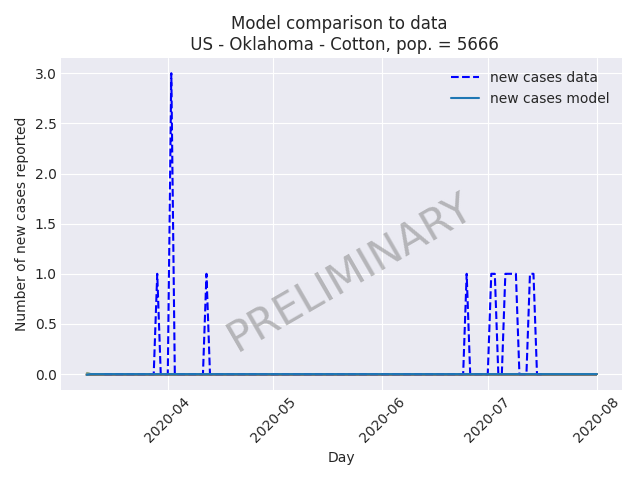 Model comparison to data
US - Oklahoma - Cotton, pop. = 5666
new cases data
new cases model
Number of new cases reported
3.0
2.5
2.0
1.5
1.0
0.5
0.0
PRELIMINARY
2020-04
2020-05
2020-06
2020-07
2020-08
Day